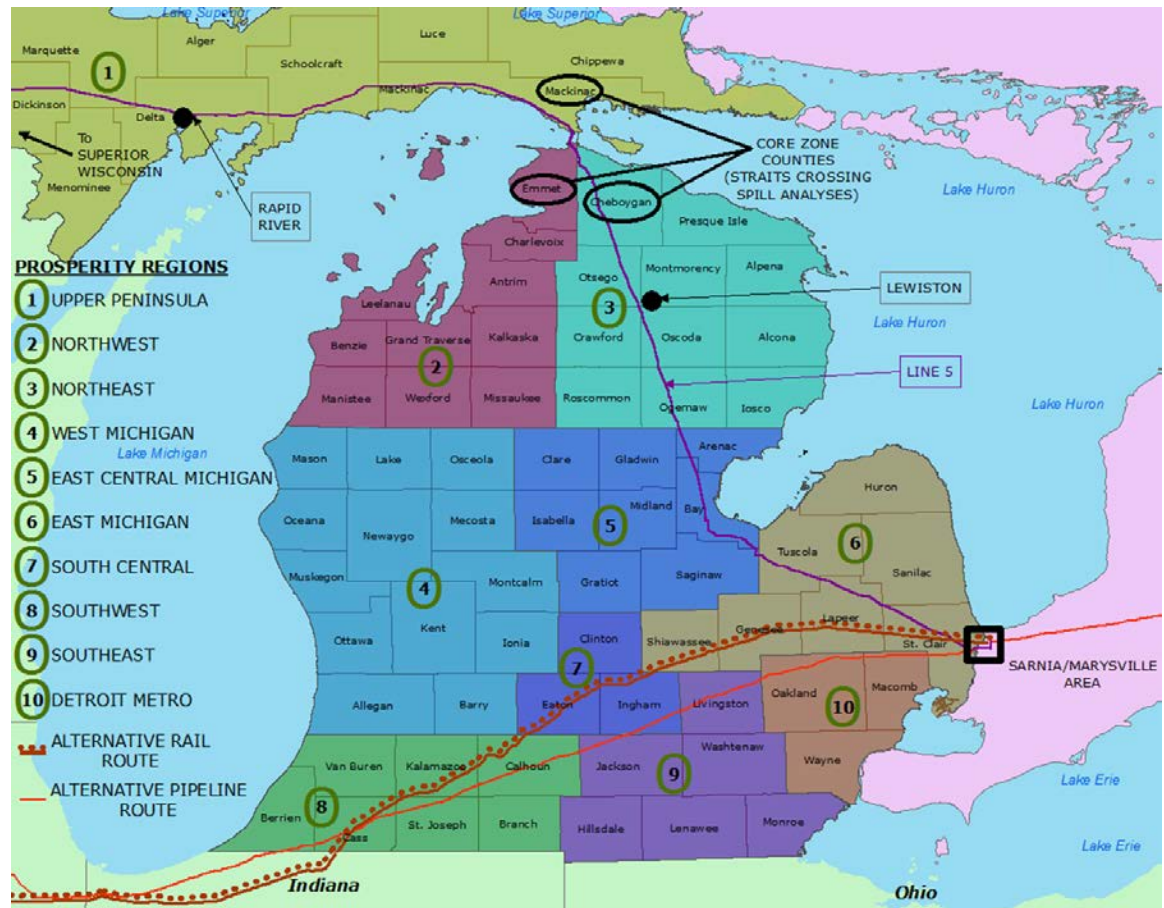 Lake Superior
Lake Superior
Marquette
Alger
Luce
Schoolcraft
Chippewa
1
Dickinson
Mackinac
Mackinac
Delta
To
SUPERIOR
WISCONSIN
Menominee
CORE ZONE
COUNTIES
(STRAITS CROSSING
SPILL ANALYSES)
Lake Huron
RAPID
RIVER
Emmet
Cheboygan
Presque Isle
Charlevoix
PROSPERITY REGIONS
1 UPPER PENINSULA
2 NORTHWEST
3 NORTHEAST
4 WEST MICHIGAN
Lake Michigan
5 EAST CENTRAL MICHIGAN
6 EAST MICHIGAN
7 SOUTH CENTRAL
8 SOUTHWEST
9 SOUTHEAST
10 DETROIT METRO
ALTERNATIVE RAIL
ROUTE
ALTERNATIVE PIPELINE
ROUTE
Antrim
Otsego
Montmorency
Alpena
LEWISTON
Leelanau
3
Lake Huron
Benzie
Grand Traverse
Kalkaska
Crawford
Oscoda
Alcona
2
LINE 5
Manistee
Wexford
Missaukee
Roscommon
Ogemaw
Iosco
Lake Huron
Mason
Lake
Osceola
Clare
Gladwin
Arenac
Huron
Oceana
Newaygo
Mecosta
Isabella
5
Midland
Bay
Tuscola
6
Sanilac
Muskegon
4
Montcalm
Gratiot
Saginaw
Ottawa
Kent
Ionia
Clinton
Shiawassee
Genesee
Lapeer
St. Clair
SARNIA/MARYSVILLE
AREA
7
Allegan
Barry
Eaton
Ingham
Livingston
Oakland
Macomb
10
Van Buren
Kalamazoo
Calhoun
Jackson
9
Washtenaw
Wayne
8
Berrien
Cass
St. Joseph
Branch
Hillsdale
Lenawee
Monroe
Lake Erie
Lake Erie
Indiana
Ohio